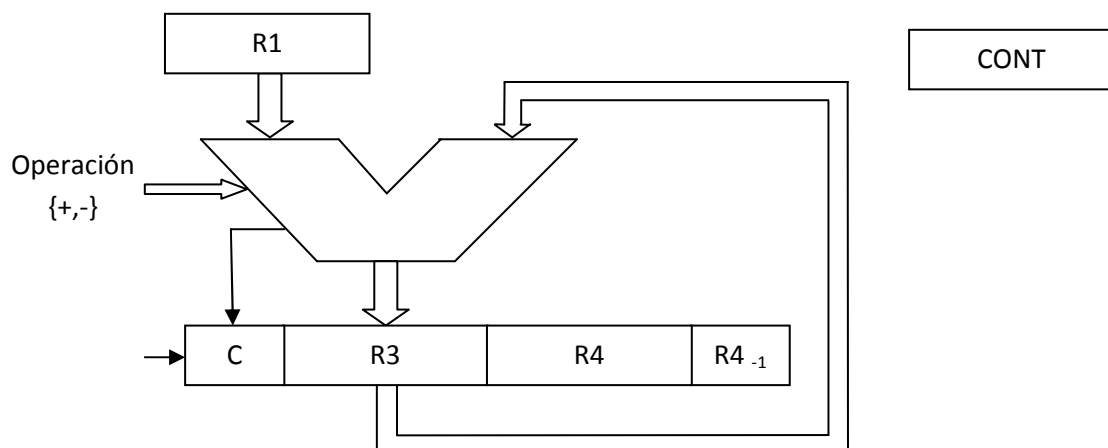 R1
CONT
Operación
{+,-}
C
R3
R4
R4 -1